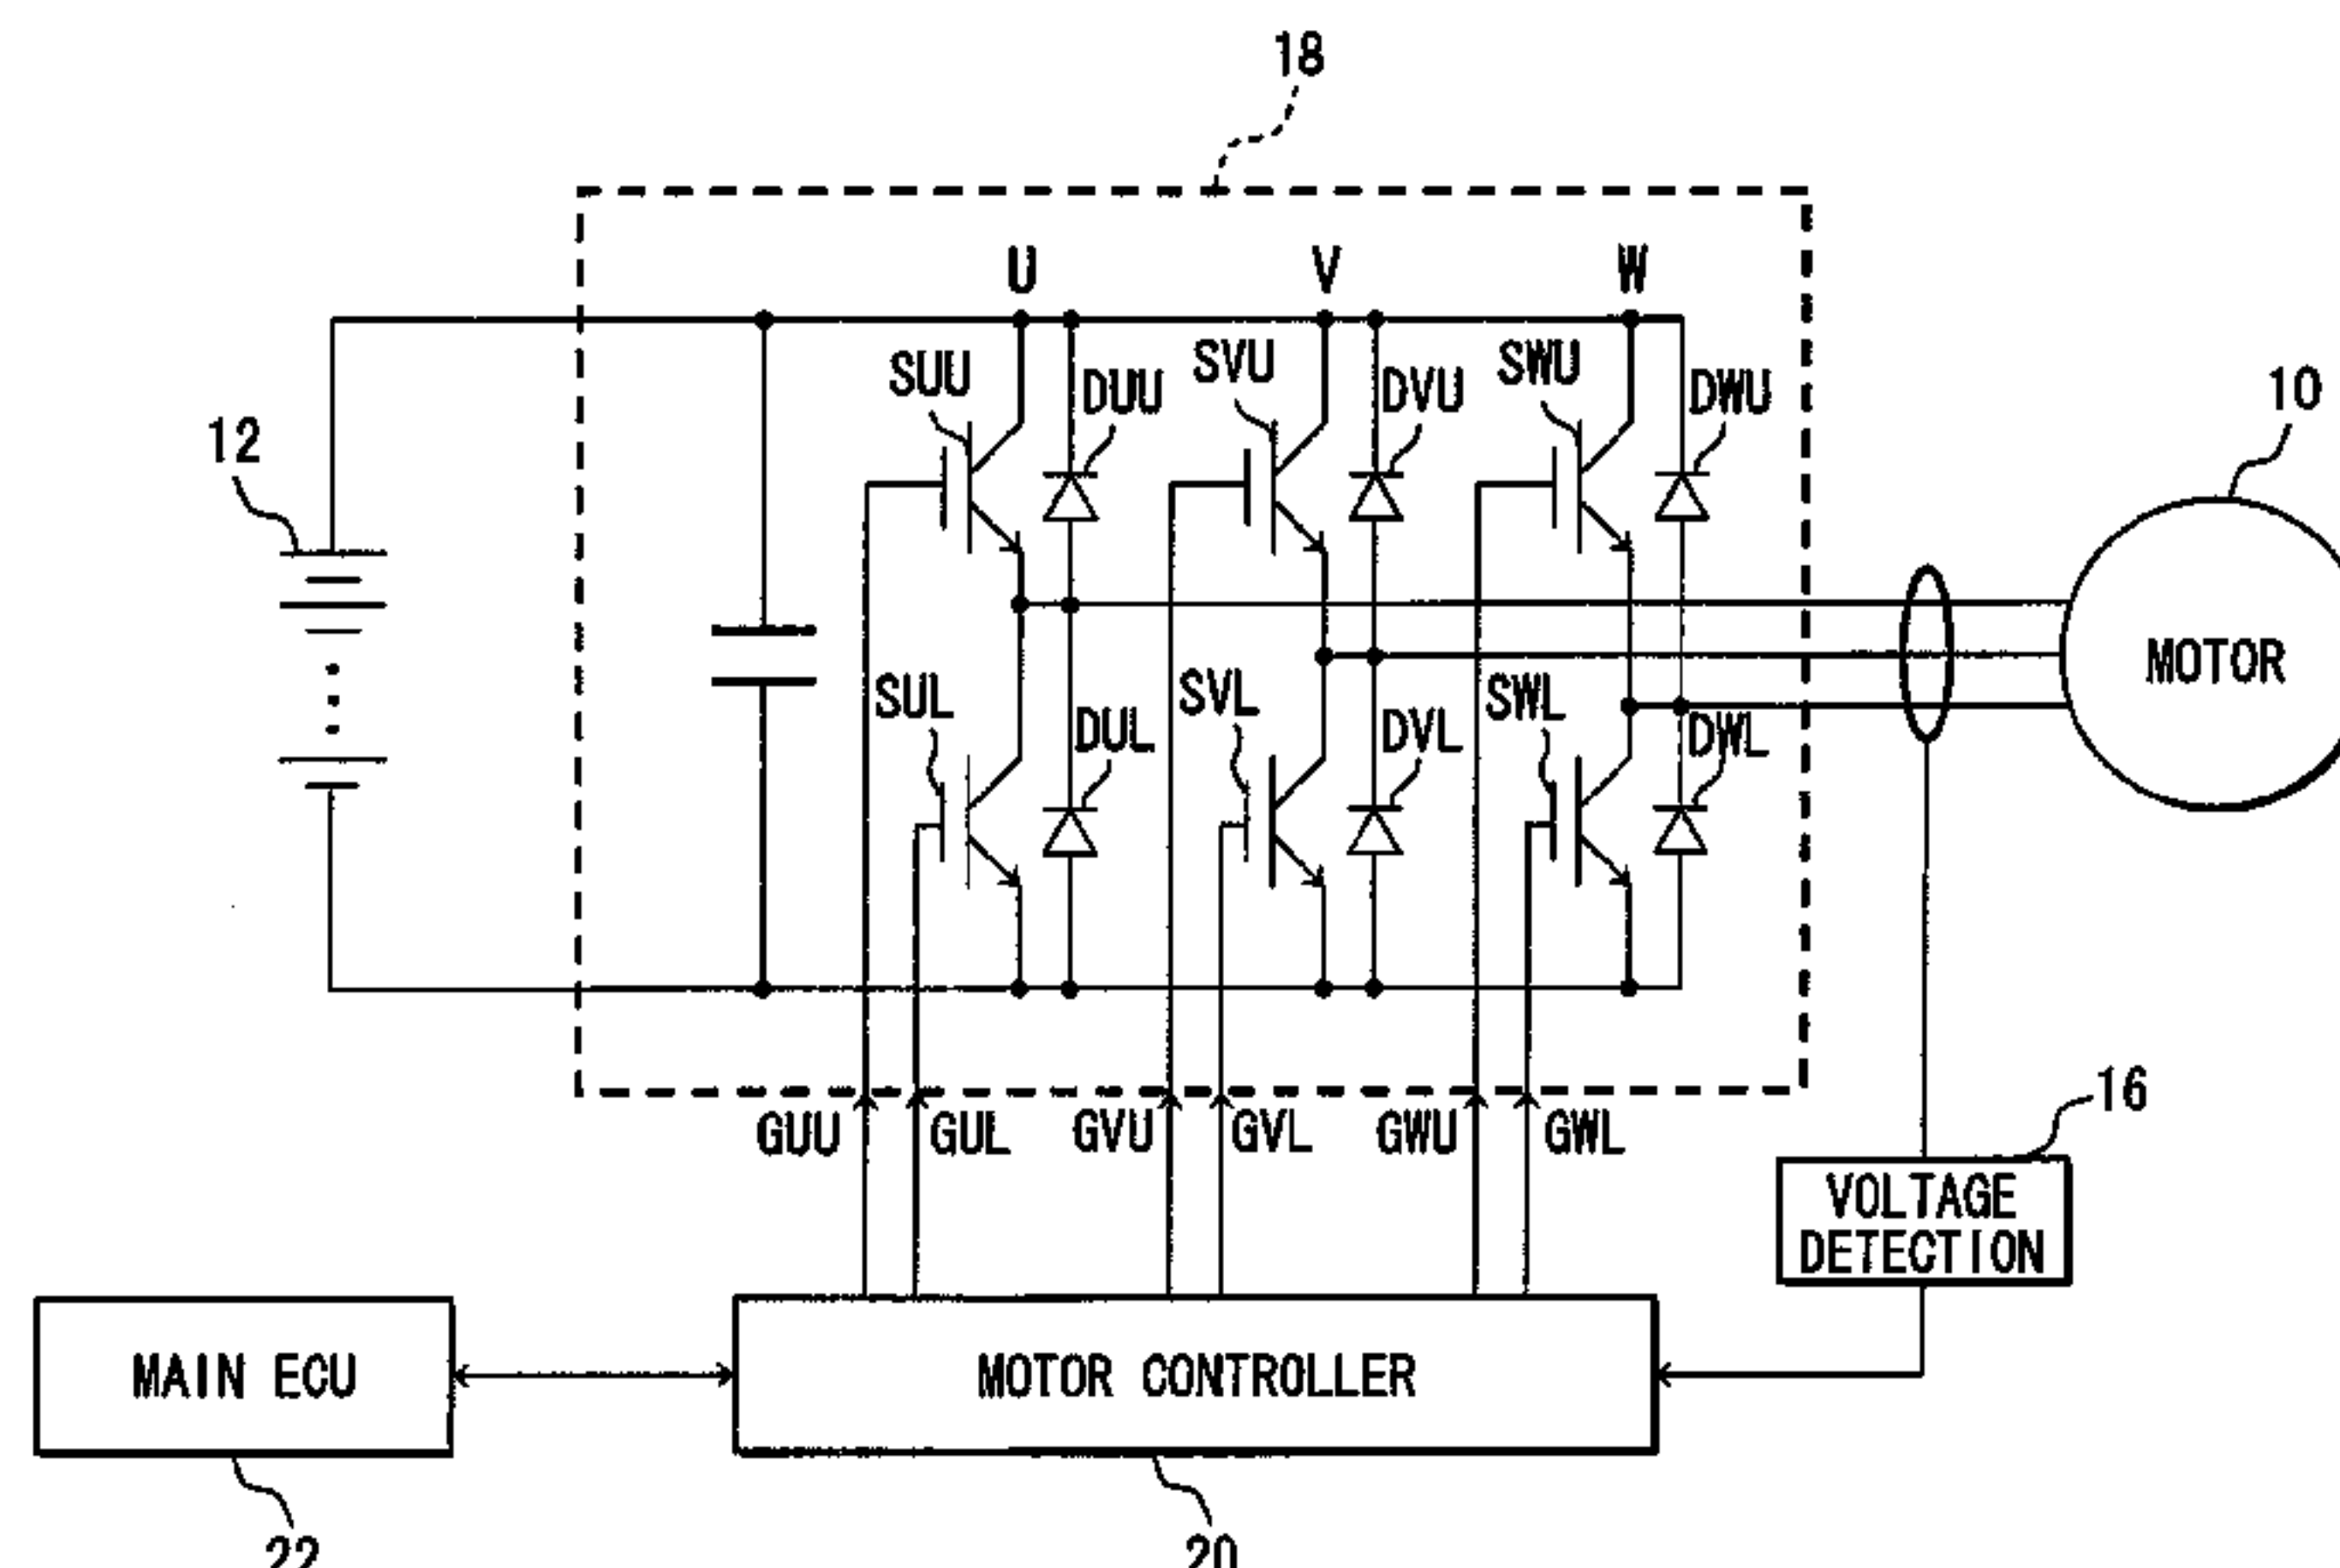 18
U V W
SUU DUU SVU DVU SWU DWU
12
10
MOTOR
SUL DUL SVL DVL SWL DWL
GUU GUL GVU GVL GWU GWL
16
VOLTAGE
DETECTION
MAIN ECU
MOTOR CONTROLLER
22
20